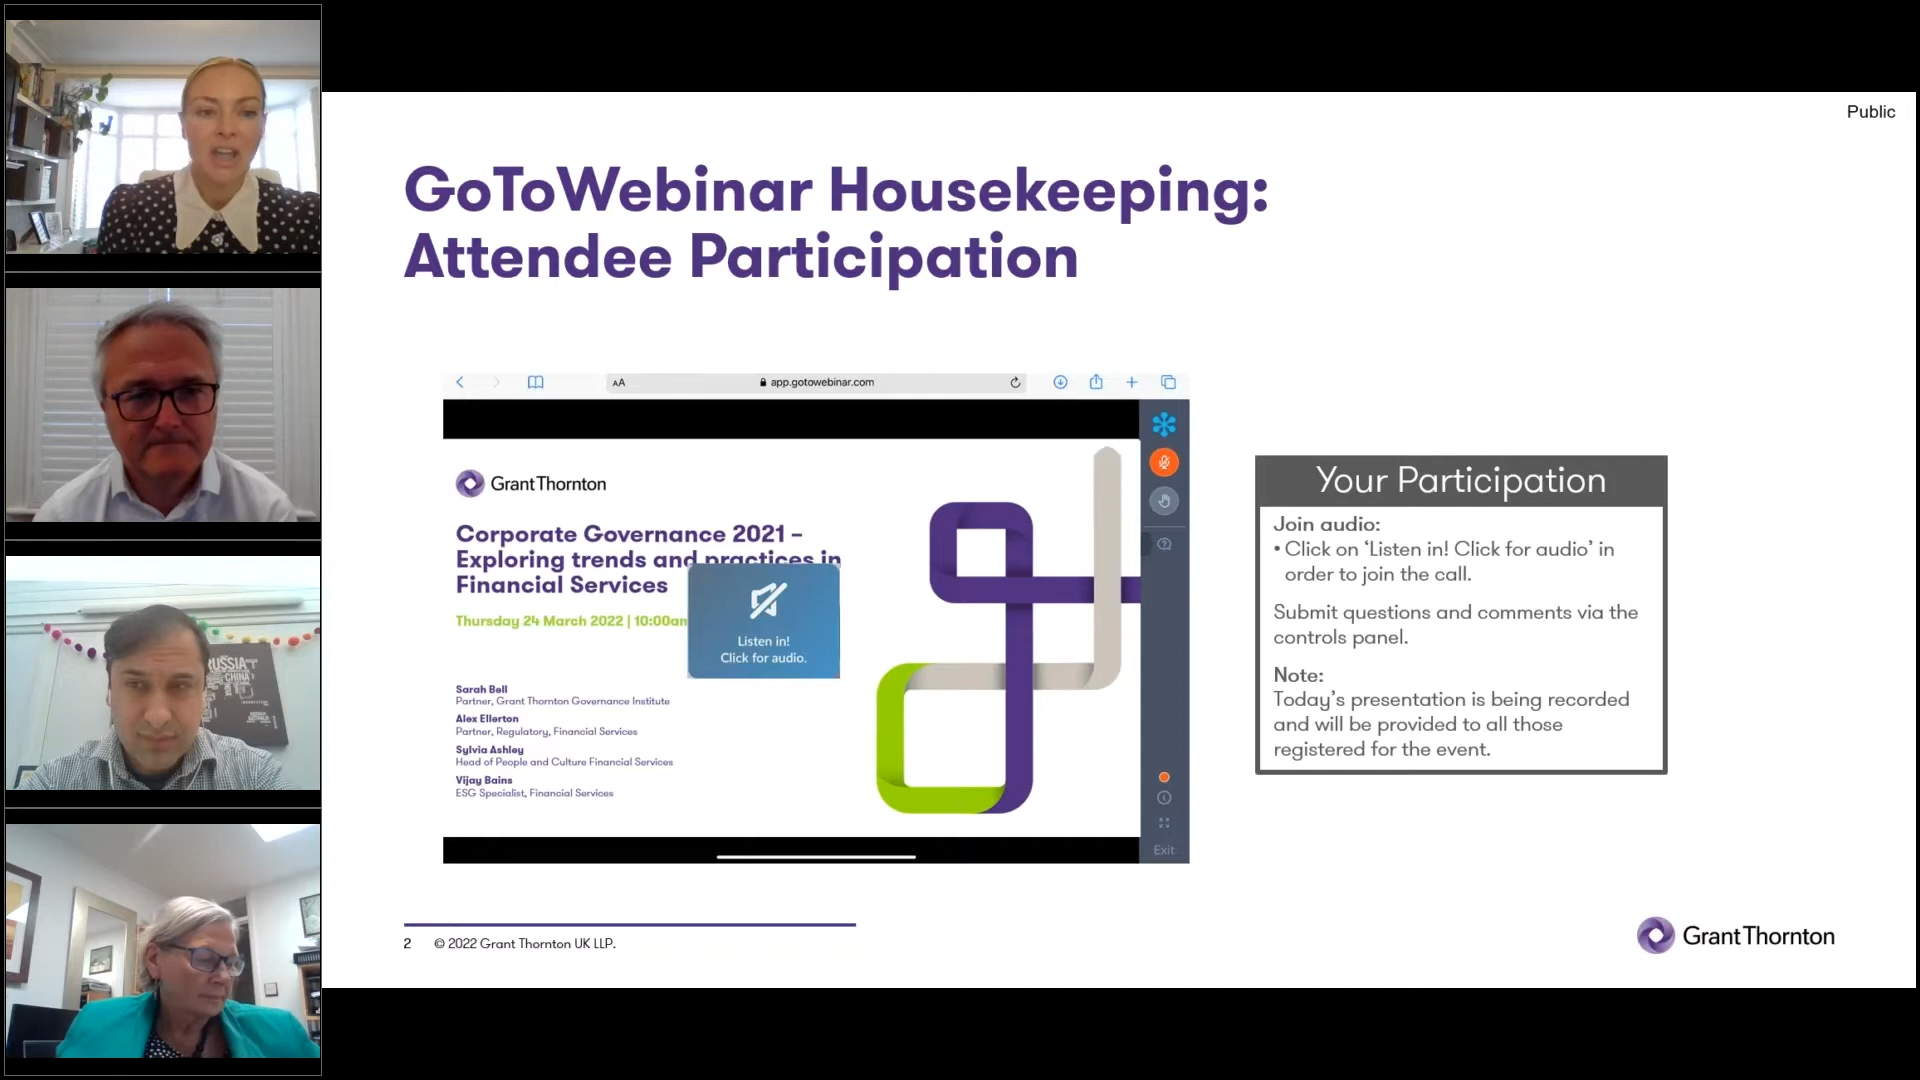 Public
GoToWebinar Housekeeping:
Attendee Participation
AA
app.gotowebinar.com
Grant Thornton
Corporate Governance 2021 –
Exploring trends and practices in
Financial Services
Thursday 24 March 2022 | 10:00am
Listen in!
Click for audio.
Sarah Bell
Partner, Grant Thornton Governance Institute
Alex Ellerton
Partner, Regulatory, Financial Services
Sylvia Ashley
Head of People and Culture Financial Services
Vijay Bains
ESG Specialist, Financial Services
Exit
Your Participation
Join audio:
• Click on ‘Listen in! Click for audio’ in
order to join the call.
Submit questions and comments via the
controls panel.
Note:
Today’s presentation is being recorded
and will be provided to all those
registered for the event.
2 © 2022 Grant Thornton UK LLP.
Grant Thornton
RUSSIA
CHINA